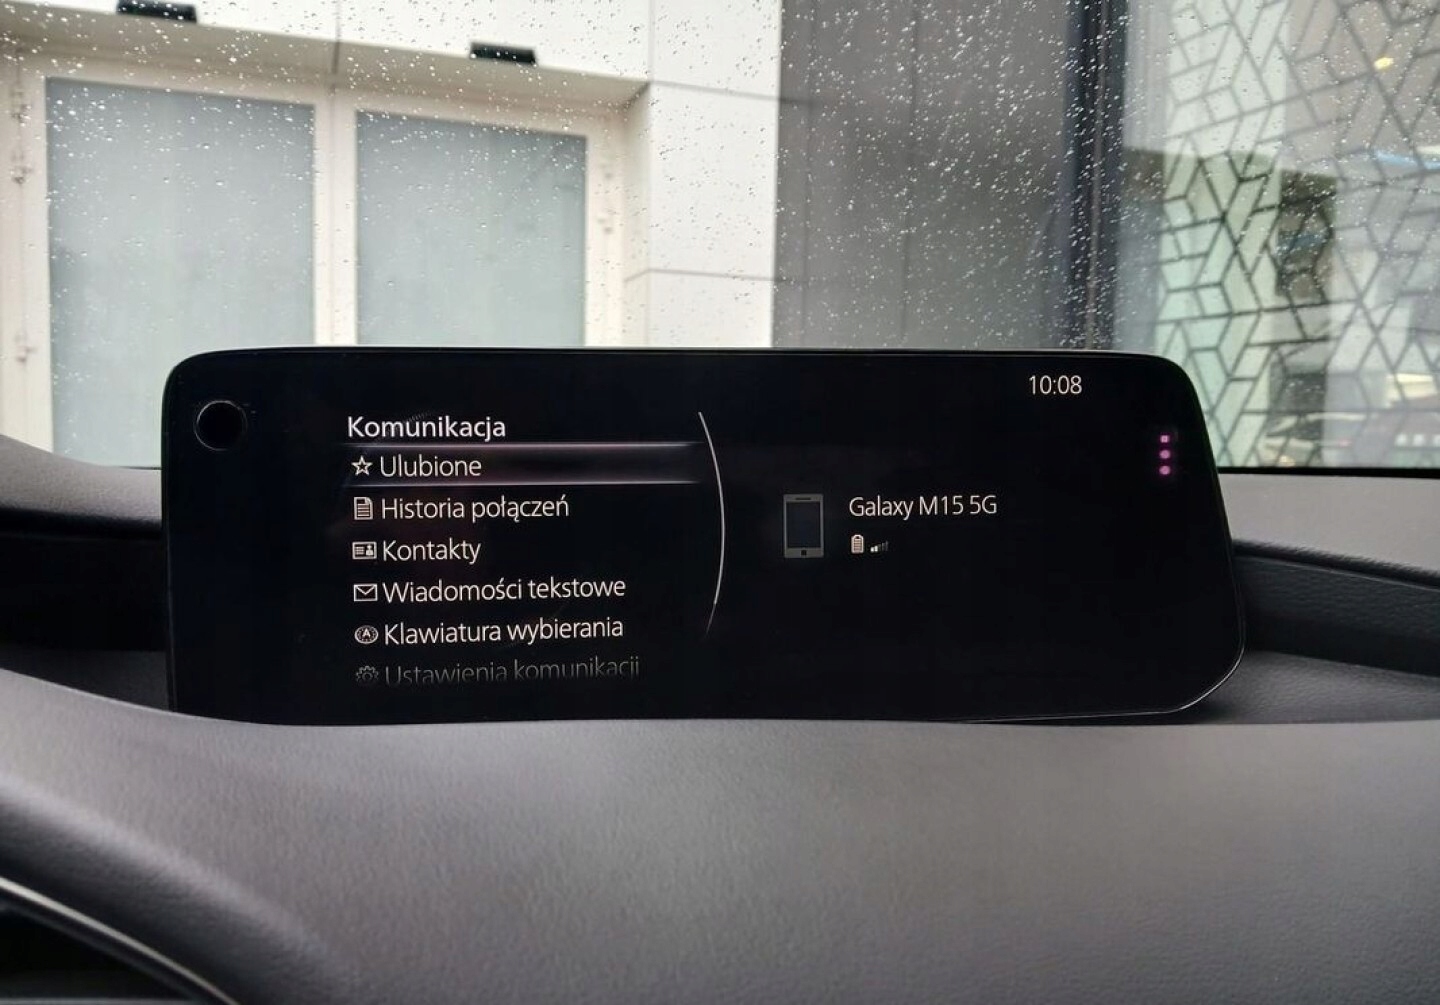 10:08
Komunikacja
Ulubione
Historia połączeń
Kontakty
Wiadomości tekstowe
Klawiatura wybierania
Ustawienia komunikacji
Galaxy M15 5G